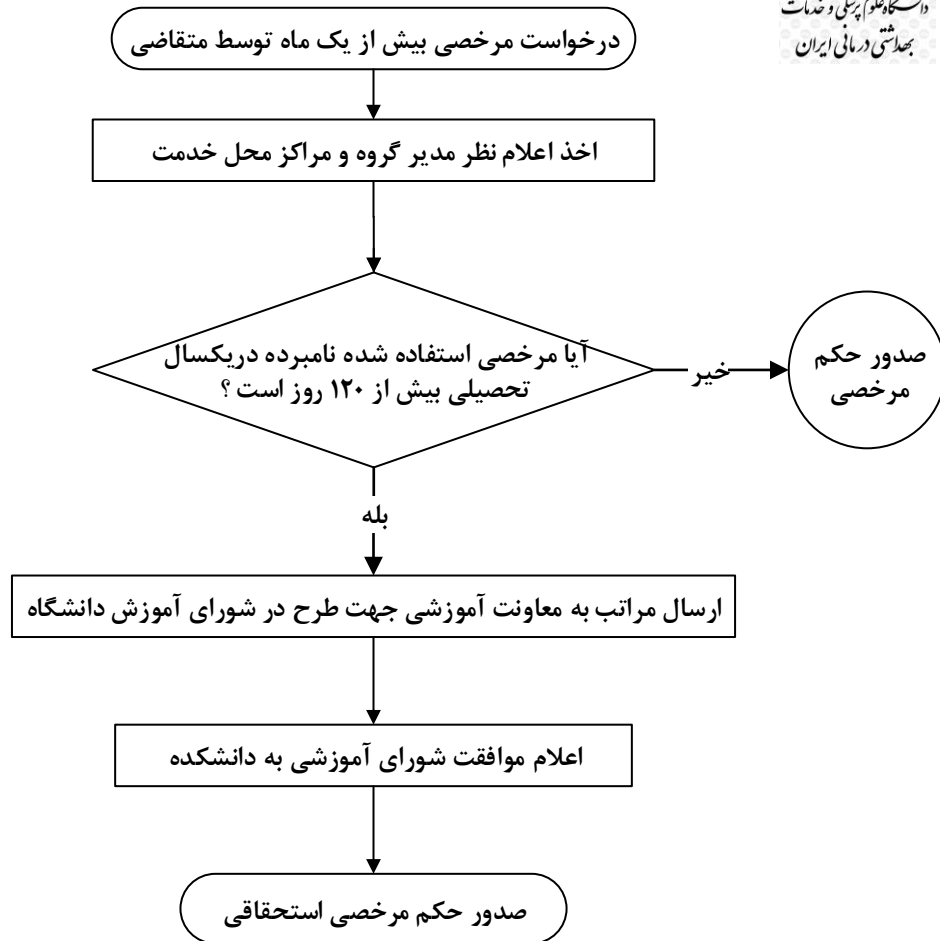 دانشگاه علوم پزشکی و خدمات
بهداشتی درمانی ایران
درخواست مرخصی بیش از یک ماه توسط متقاضی
اخذ اعلام نظر مدیر گروه و مراکز محل خدمت
آیا مرخصی استفاده شده نامبرده دریکسال
تحصیلی بیش از ۱۲۰ روز است ؟
خیر
صدور حکم
مرخصی
بله
ارسال مراتب به معاونت آموزشی جهت طرح در شورای آموزش دانشگاه
اعلام موافقت شورای آموزشی به دانشکده
صدور حکم مرخصی استحقاقی